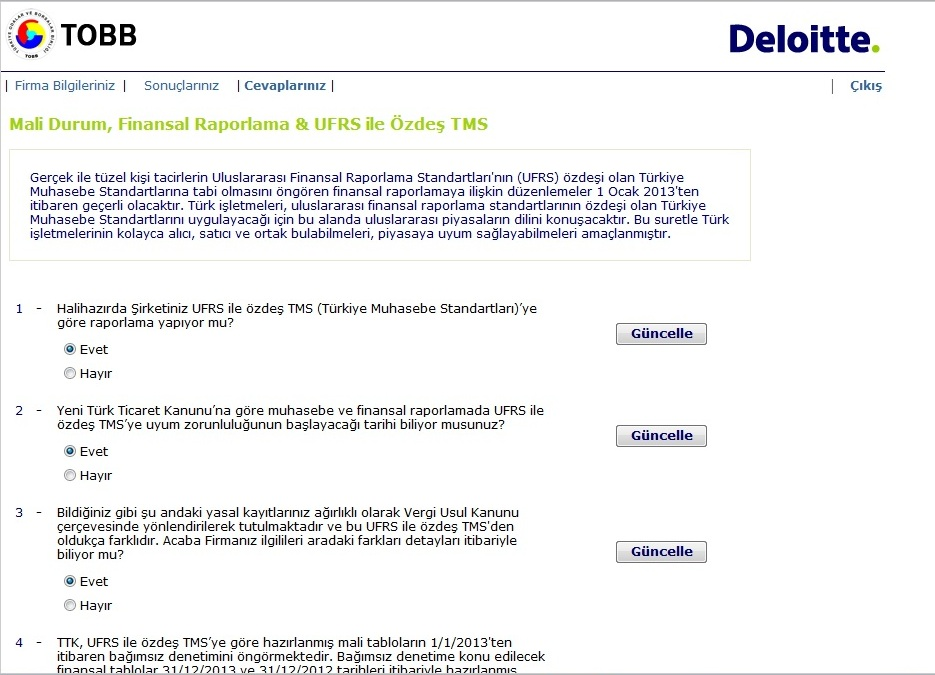 TOBB
Deloitte.
| Firma Bilgileriniz | Sonuçlarınız | Cevaplarınız | | Çıkış
Mali Durum, Finansal Raporlama & UFRS ile Özdeş TMS
Gerçek ile tüzel kişi tacirlerin Uluslararası Finansal Raporlama Standartları'nın (UFRS) özdeşi olan Türkiye
Muhasebe Standartlarına tabi olmasını öngören finansal raporlamaya ilişkin düzenlemeler 1 Ocak 2013'ten
itibaren geçerli olacaktır. Türk işletmeleri, uluslararası finansal raporlama standartlarının özdeşi olan Türkiye
Muhasebe Standartlarını uygulayacağı için bu alanda uluslararası piyasaların dilini konuşacaktır. Bu suretle Türk
işletmelerinin kolayca alıcı, satıcı ve ortak bulabilmeleri, piyasaya uyum sağlayabilmeleri amaçlanmıştır.
1 - Halihazırda Şirketiniz UFRS ile özdeş TMS (Türkiye Muhasebe Standartları)’ye
göre raporlama yapıyor mu?
Güncelle
Evet
Hayır
2 - Yeni Türk Ticaret Kanunu’na göre muhasebe ve finansal raporlamada UFRS ile
özdeş TMS’ye uyum zorunluluğunun başlayacağı tarihi biliyor musunuz?
Güncelle
Evet
Hayır
3 - Bildiğiniz gibi şu andaki yasal kayıtlarınız ağırlıklı olarak Vergi Usul Kanunu
çerçevesinde yönlendirilerek tutulmaktadır ve bu UFRS ile özdeş TMS'den
oldukça farklıdır. Acaba Firmanız ilgilileri aradaki farkları detayları itibariyle
biliyor mu?
Güncelle
Evet
Hayır
4 - TTK, UFRS ile özdeş TMS’ye göre hazırlanmış mali tabloların 1/1/2013'ten
itibaren bağımsız denetimini öngörmektedir. Bağımsız denetime konu edilecek
finansal tablolar 31/12/2013 ve 31/12/2012 tarihleri itibariyle hazırlanmış